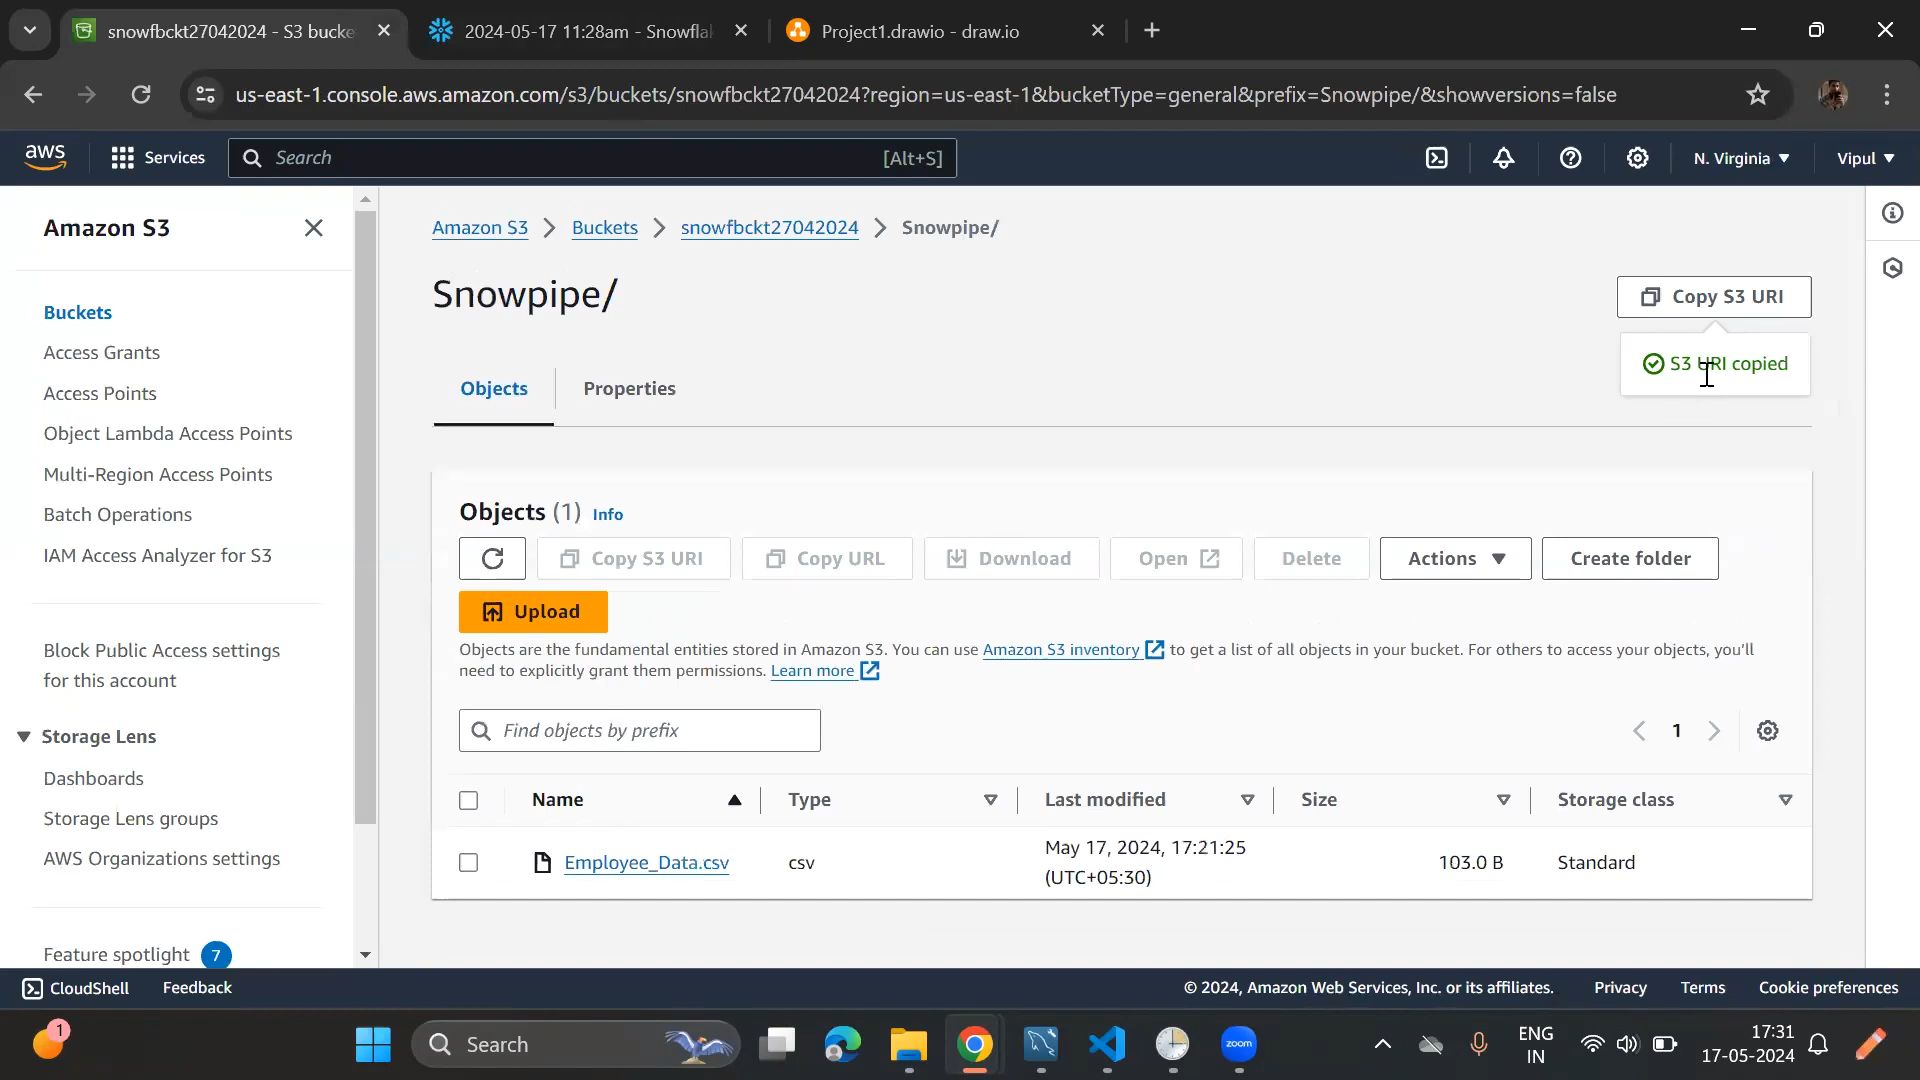 snowfbckt27042024 - S3 bucke
2024-05-17 11:28am - Snowfla
Project1.drawio - draw.io
us-east-1.console.aws.amazon.com/s3/buckets/snowfbckt27042024?region=us-east-1&bucketType=general&prefix=Snowpipe/&showversions=false
aws
Services
Search
[Alt+S]
N. Virginia
Vipul
Amazon S3
Buckets
Access Grants
Access Points
Object Lambda Access Points
Multi-Region Access Points
Batch Operations
IAM Access Analyzer for S3
Block Public Access settings
for this account
Storage Lens
Dashboards
Storage Lens groups
AWS Organizations settings
Feature spotlight 7
Amazon S3 > Buckets > snowfbckt27042024 > Snowpipe/
Snowpipe/
Copy S3 URI
S3 URI copied
Objects
Properties
Objects (1) Info
Copy S3 URI
Copy URL
Download
Open
Delete
Actions
Create folder
Upload
Objects are the fundamental entities stored in Amazon S3. You can use Amazon S3 inventory to get a list of all objects in your bucket. For others to access your objects, you'll
need to explicitly grant them permissions. Learn more
Find objects by prefix
1
Name
Type
Last modified
Size
Storage class
Employee_Data.csv
csv
May 17, 2024, 17:21:25
(UTC+05:30)
103.0 B
Standard
CloudShell
Feedback
© 2024, Amazon Web Services, Inc. or its affiliates.
Privacy
Terms
Cookie preferences
1
Search
zoom
ENG
IN
17:31
17-05-2024